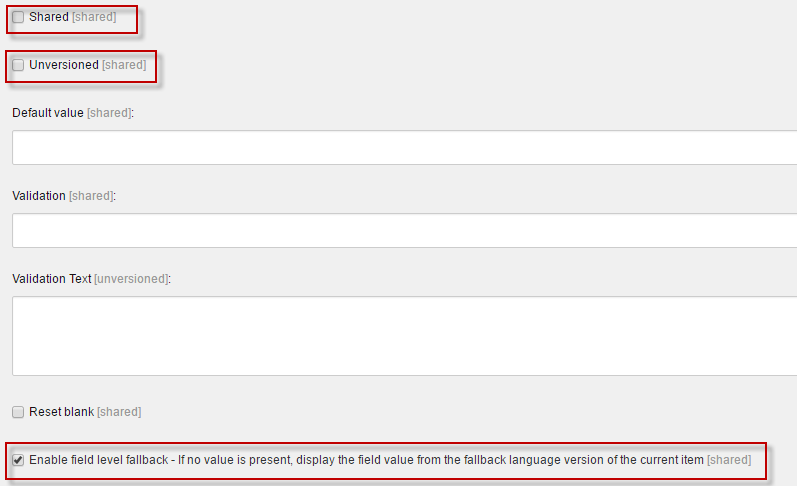 Shared [shared]
Unversioned [shared]
Default value [shared]:
Validation [shared]:
Validation Text [unversioned]:
Reset blank [shared]
Enable field level fallback - If no value is present, display the field value from the fallback language version of the current item [shared]